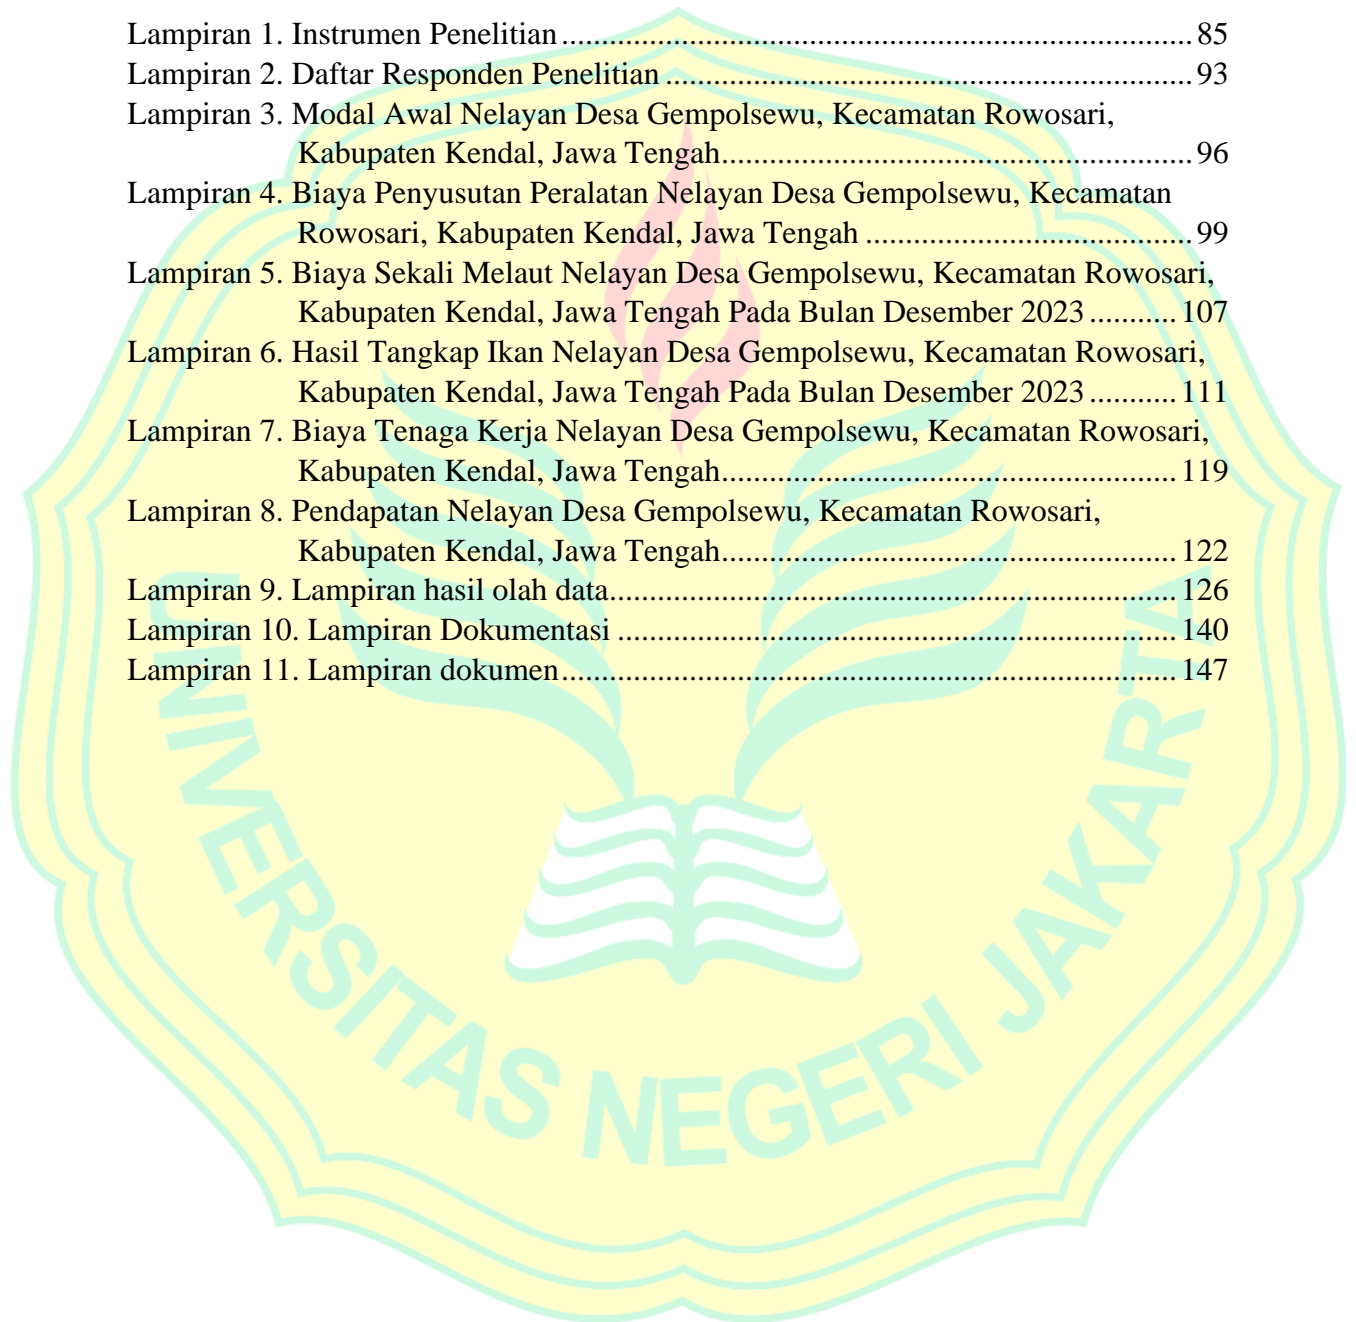 Lampiran 1. Instrumen Penelitian ................................................................................ 85
Lampiran 2. Daftar Responden Penelitian ................................................................... 93
Lampiran 3. Modal Awal Nelayan Desa Gempolsewu, Kecamatan Rowosari,
Kabupaten Kendal, Jawa Tengah ............................................................ 96
Lampiran 4. Biaya Penyusutan Peralatan Nelayan Desa Gempolsewu, Kecamatan
Rowosari, Kabupaten Kendal, Jawa Tengah .......................................... 99
Lampiran 5. Biaya Sekali Melaut Nelayan Desa Gempolsewu, Kecamatan Rowosari,
Kabupaten Kendal, Jawa Tengah Pada Bulan Desember 2023 ........... 107
Lampiran 6. Hasil Tangkap Ikan Nelayan Desa Gempolsewu, Kecamatan Rowosari,
Kabupaten Kendal, Jawa Tengah Pada Bulan Desember 2023 ........... 111
Lampiran 7. Biaya Tenaga Kerja Nelayan Desa Gempolsewu, Kecamatan Rowosari,
Kabupaten Kendal, Jawa Tengah .......................................................... 119
Lampiran 8. Pendapatan Nelayan Desa Gempolsewu, Kecamatan Rowosari,
Kabupaten Kendal, Jawa Tengah .......................................................... 122
Lampiran 9. Lampiran hasil olah data ........................................................................ 126
Lampiran 10. Lampiran Dokumentasi ....................................................................... 140
Lampiran 11. Lampiran dokumen .............................................................................. 147
UNIVERSITAS NEGERI JAKARTA